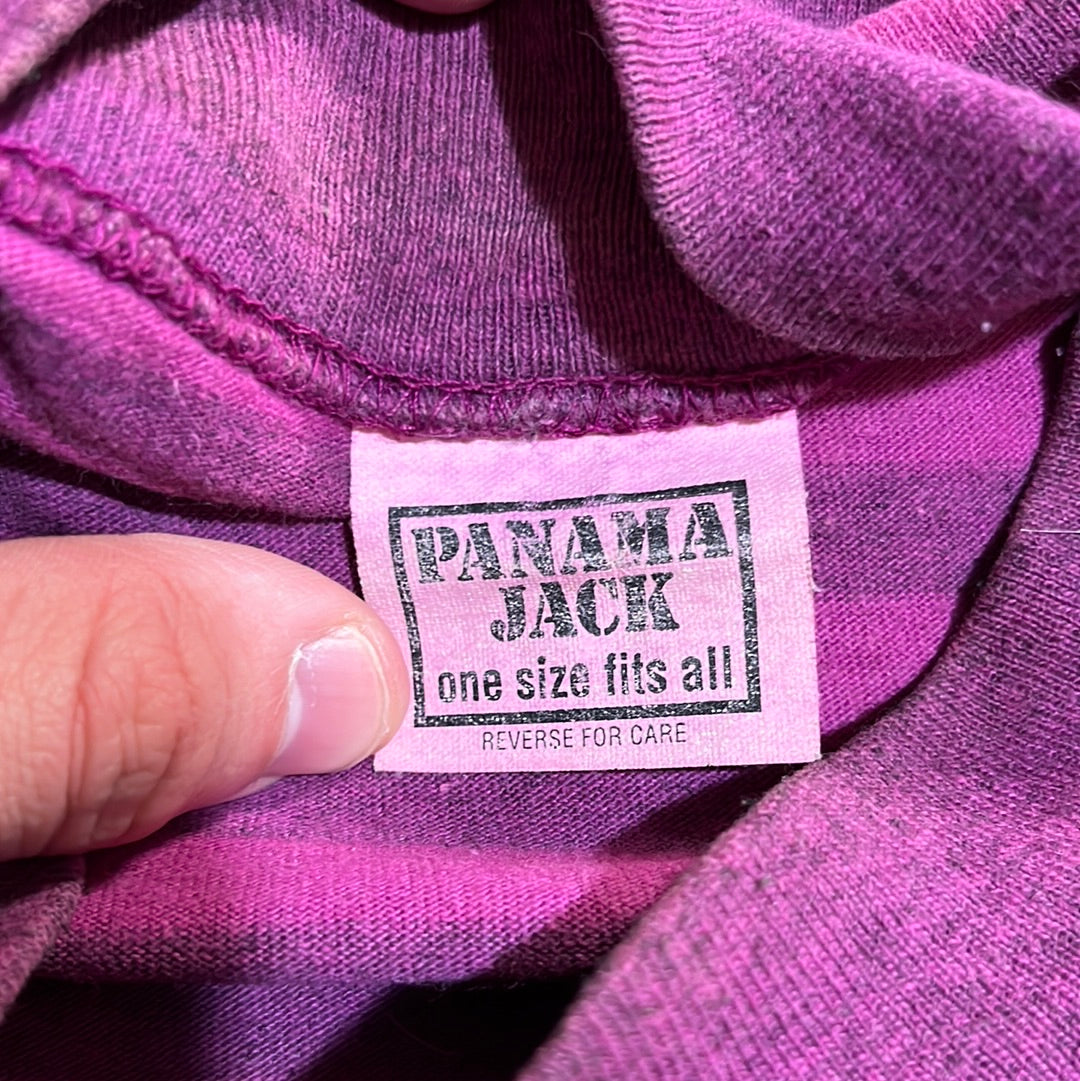 PANAMA
JACK
one size fits all
REVERSE FOR CARE